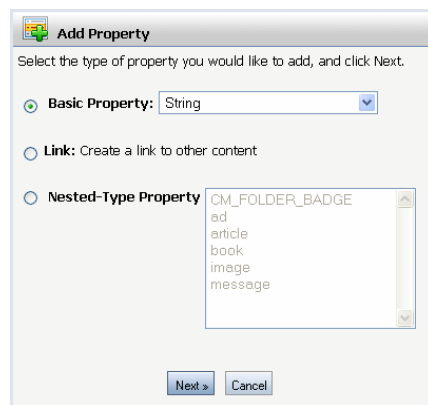 Add Property
Select the type of property you would like to add, and click Next.
Basic Property: String
Link: Create a link to other content
Nested-Type Property
CM_FOLDER_BADGE
ad
article
book
image
message
Next »
Cancel